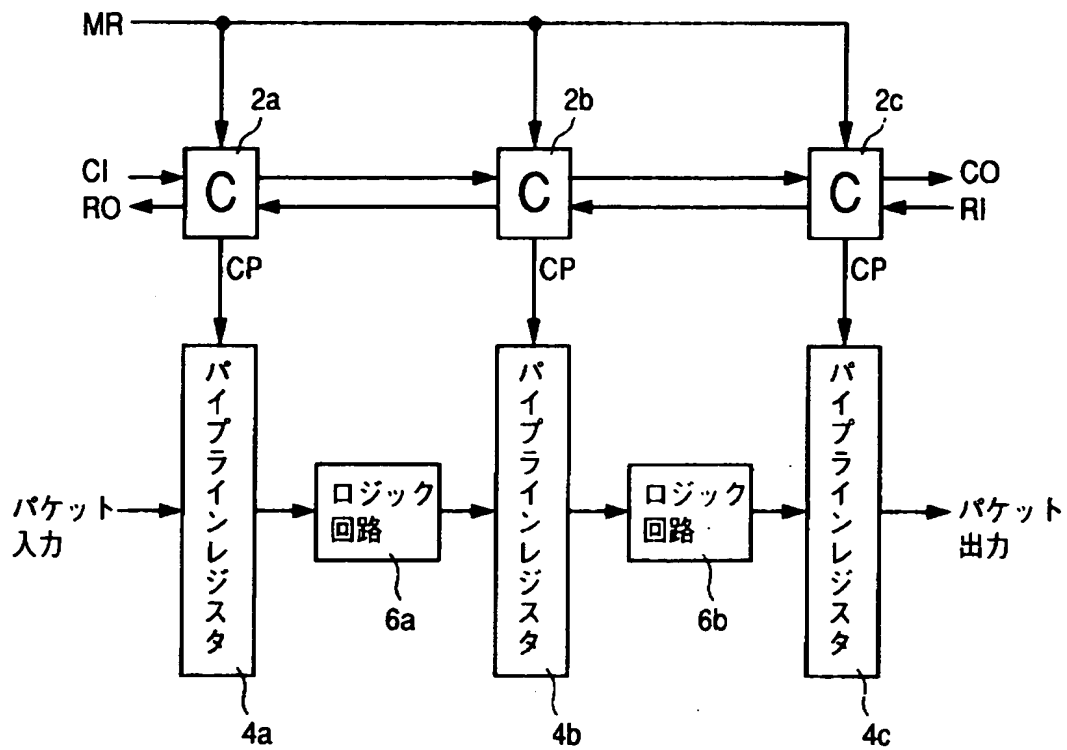 MR
2a
2b
2c
CI
RO
C
C
C
CO
RI
CP
CP
CP
パイプラインレジスタ
パイプラインレジスタ
パイプラインレジスタ
パケット
入力
ロジック
回路
ロジック
回路
パケット
出力
6a
6b
4a
4b
4c